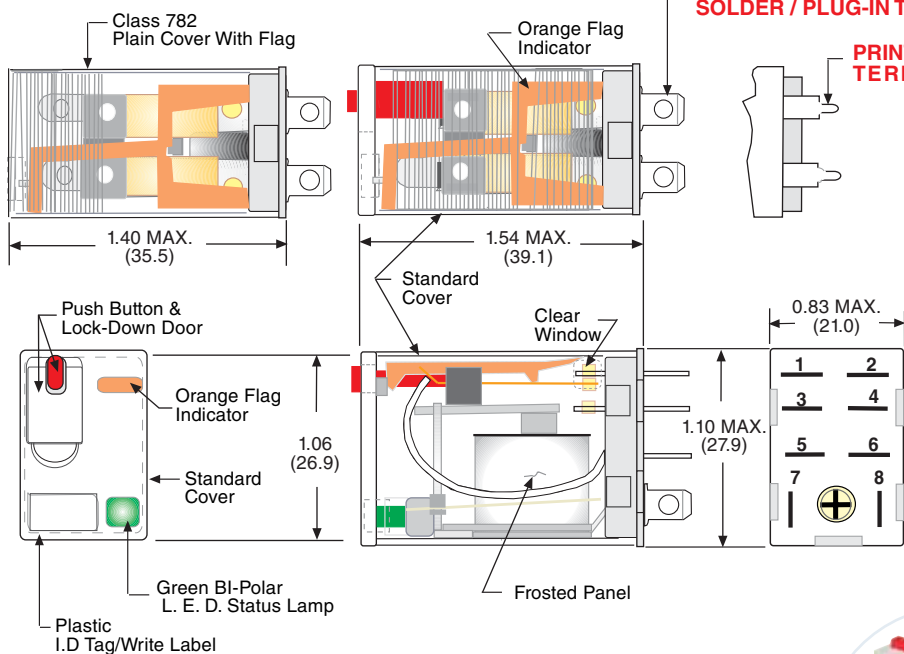 Class 782
Plain Cover With Flag
Orange Flag
Indicator
SOLDER / PLUG-IN
PRIN
TERI
1.40 MAX.
(35.5)
1.54 MAX.
(39.1)
Standard
Cover
Push Button &
Lock-Down Door
Clear
Window
0.83 MAX.
(21.0)
Orange Flag
Indicator
1.06
(26.9)
Standard
Cover
1.10 MAX.
(27.9)
1 2
3 4
5 6
7 8
Green BI-Polar
L. E. D. Status Lamp
Frosted Panel
Plastic
I.D Tag/Write Label